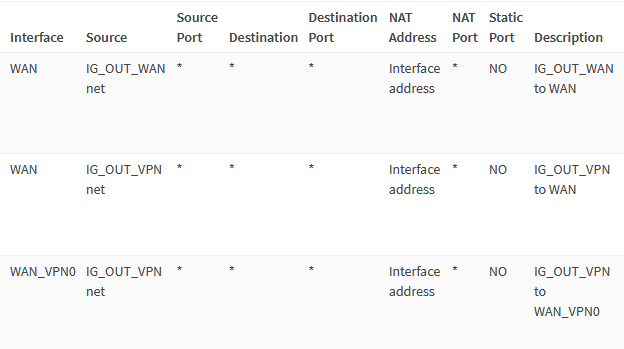 Interface Source Source Port Destination Destination Port NAT Address NAT Port Static Port Description
WAN IG_OUT_WAN net * * * Interface address * NO IG_OUT_WAN to WAN
WAN IG_OUT_VPN net * * * Interface address * NO IG_OUT_VPN to WAN
WAN_VPN0 IG_OUT_VPN net * * * Interface address * NO IG_OUT_VPN to WAN_VPN0